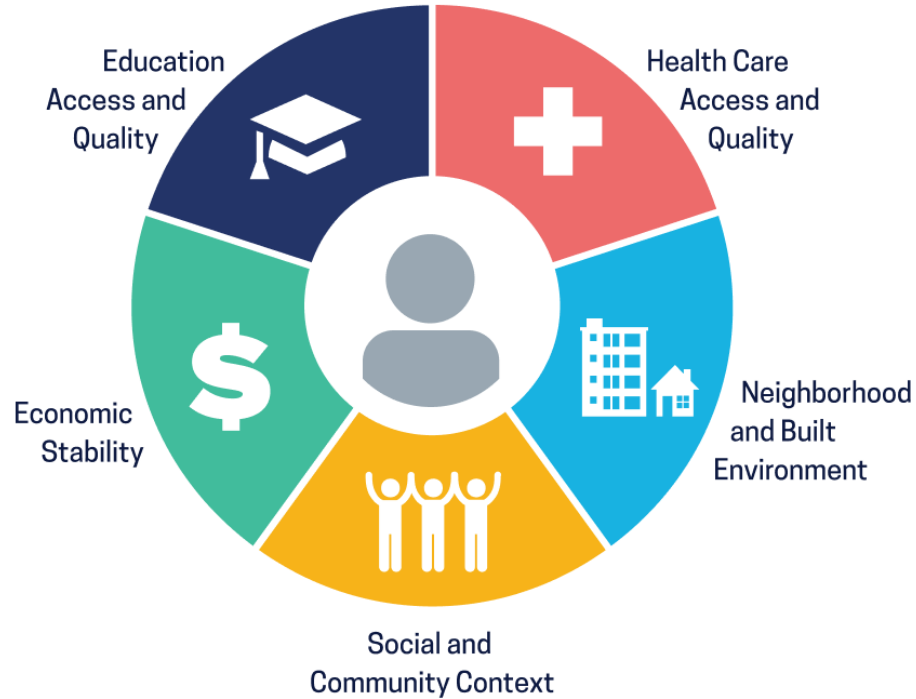 Education
Access and
Quality
Health Care
Access and
Quality
Economic
Stability
Neighborhood
and Built
Environment
Social and
Community Context